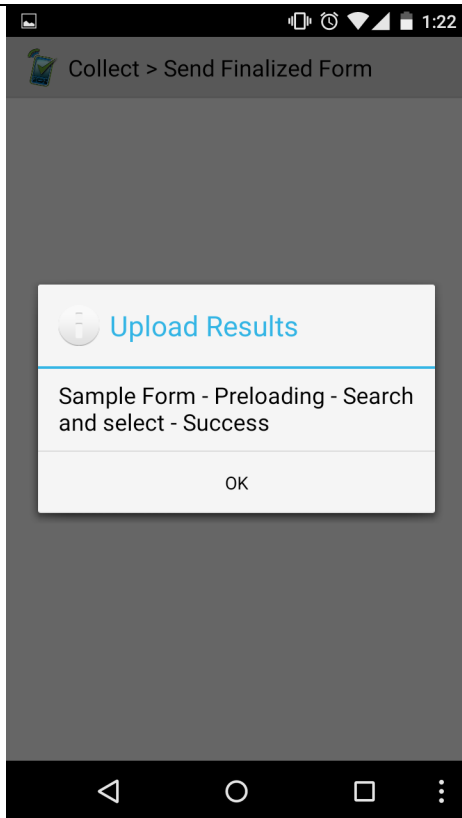 1:22
Collect > Send Finalized Form
Upload Results
Sample Form - Preloading - Search
and select - Success
OK